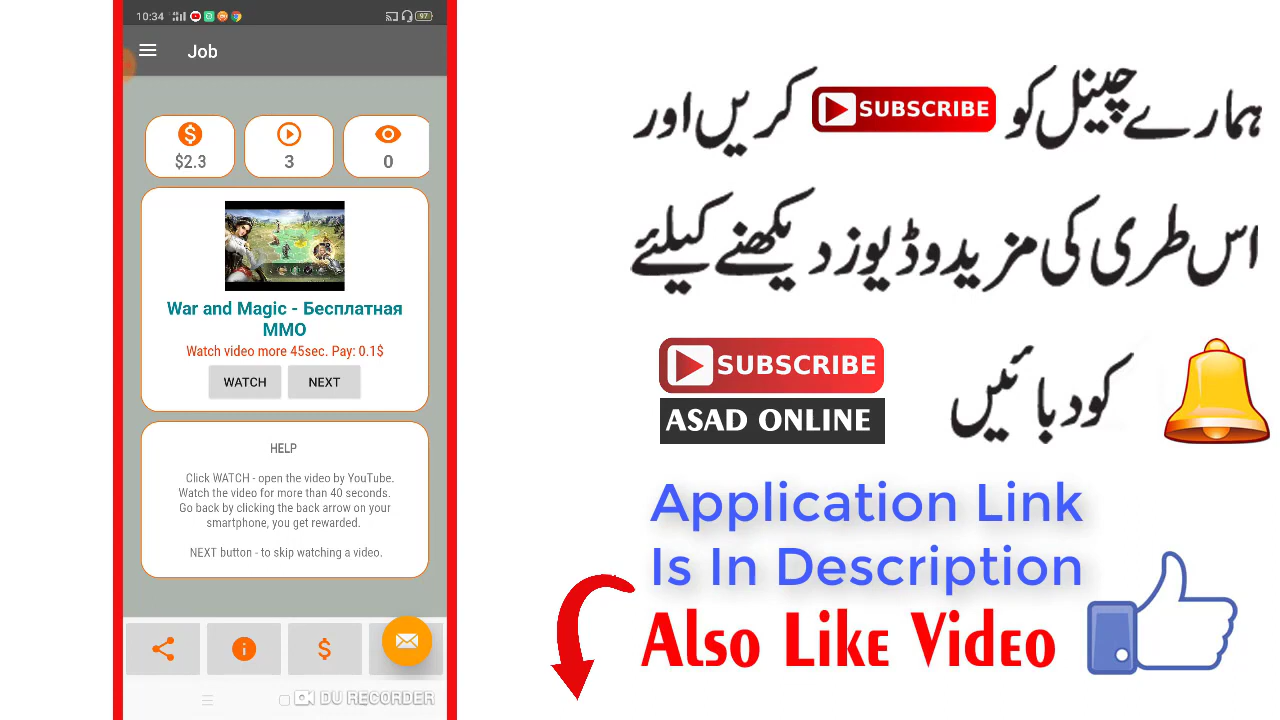 10:34
97
Job
$2.3
3
0
War and Magic - Бесплатная
ММО
Watch video more 45sec. Pay: 0.1$
WATCH
NEXT
HELP
Click WATCH - open the video by YouTube.
Watch the video for more than 40 seconds.
Go back by clicking the back arrow on your
smartphone, you get rewarded.
NEXT button - to skip watching a video.
DU RECORDER
ہمارے چینل کو SUBSCRIBE کریں اور
اس طری کی مزید وڈیوز دیکھنے کیلئے
SUBSCRIBE کو دبائیں
ASAD ONLINE
Application Link
Is In Description
Also Like Video